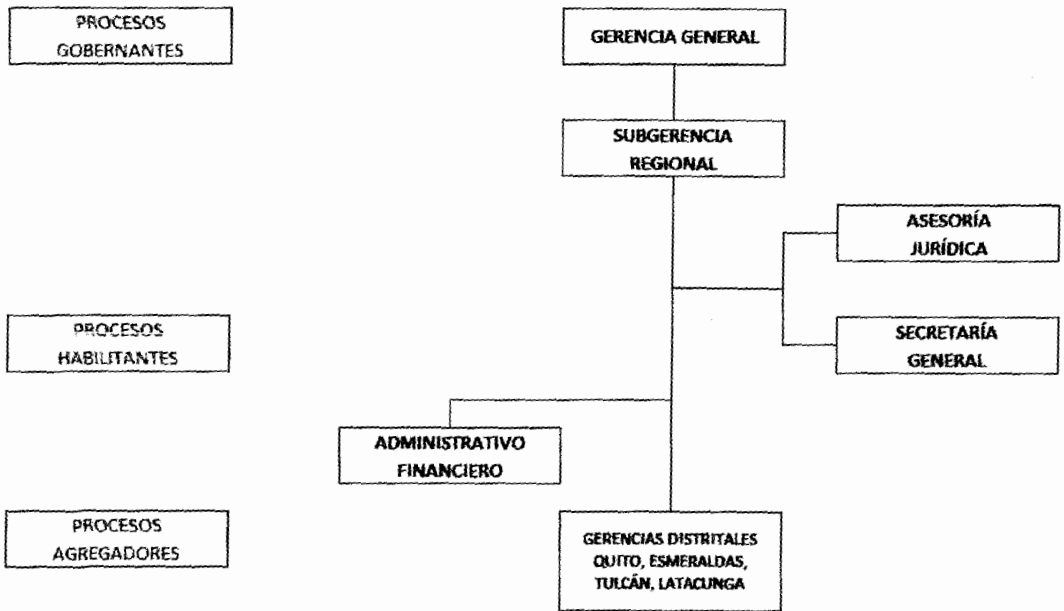 PROCESOS
GOBERNANTES
GERENCIA GENERAL
SUBGERENCIA
REGIONAL
ASESORÍA
JURÍDICA
PROCESOS
HABILITANTES
SECRETARÍA
GENERAL
ADMINISTRATIVO
FINANCIERO
PROCESOS
AGREGADORES
GERENCIAS DISTRITALES
QUITO, ESMERALDAS,
TULCÁN, LATACUNGA